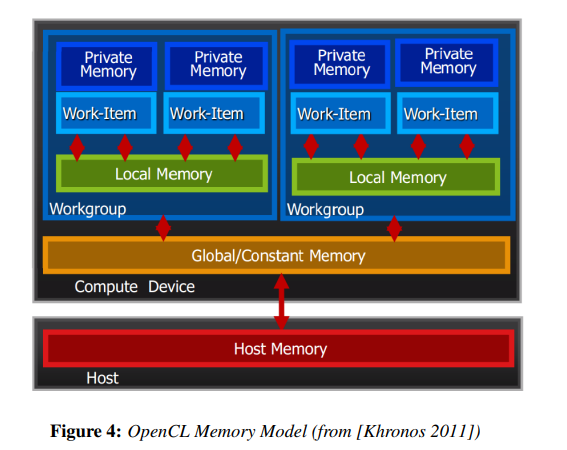 Private
Memory
Private
Memory
Private
Memory
Private
Memory
Work-Item
Work-Item
Work-Item
Work-Item
Local Memory
Local Memory
Workgroup
Workgroup
Global/Constant Memory
Compute Device
Host Memory
Host
Figure 4: OpenCL Memory Model (from [Khronos 2011])